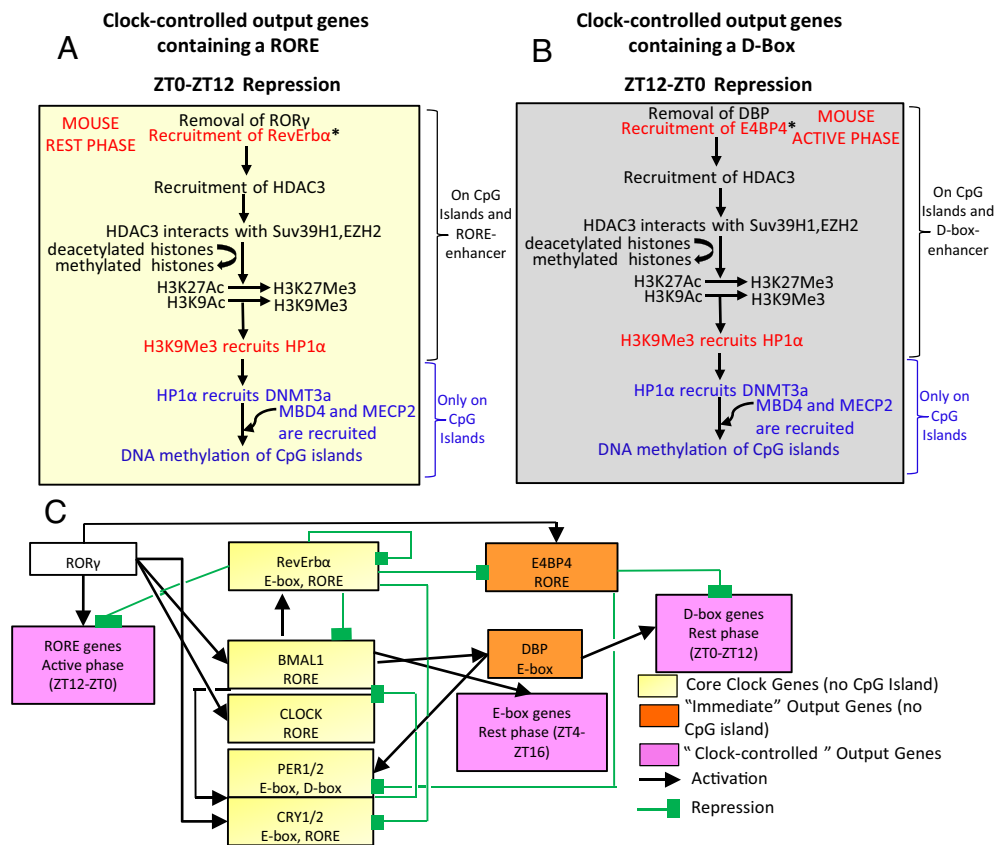 Clock-controlled output genes
containing a RORE
A
ZT0-ZT12 Repression
MOUSE
REST PHASE
Removal of RORγ
Recruitment of RevErbα*
Recruitment of HDAC3
HDAC3 interacts with Suv39H1,EZH2
deacetylated histones
methylated histones
H3K27Ac H3K27Me3
H3K9Ac H3K9Me3
H3K9Me3 recruits HP1α
HP1α recruits DNMT3a
MBD4 and MECP2
are recruited
DNA methylation of CpG islands
On CpG
Islands and
RORE-
enhancer
Only on
CpG
Islands
Clock-controlled output genes
containing a D-Box
B
ZT12-ZT0 Repression
Removal of DBP
Recruitment of E4BP4*
MOUSE
ACTIVE PHASE
Recruitment of HDAC3
HDAC3 interacts with Suv39H1,EZH2
deacetylated histones
methylated histones
H3K27Ac H3K27Me3
H3K9Ac H3K9Me3
H3K9Me3 recruits HP1α
HP1α recruits DNMT3a
MBD4 and MECP2
are recruited
DNA methylation of CpG islands
On CpG
Islands and
D-box-
enhancer
Only on
CpG
Islands
C
RORγ
RevErbα
E-box, RORE
E4BP4
RORE
RORE genes
Active phase
(ZT12-ZT0)
BMAL1
RORE
CLOCK
RORE
PER1/2
E-box, D-box
CRY1/2
E-box, RORE
DBP
E-box
E-box genes
Rest phase (ZT4-
ZT16)
D-box genes
Rest phase
(ZT0-ZT12)
Core Clock Genes (no CpG Island)
"Immediate" Output Genes (no
CpG island)
"Clock-controlled " Output Genes
Activation
Repression